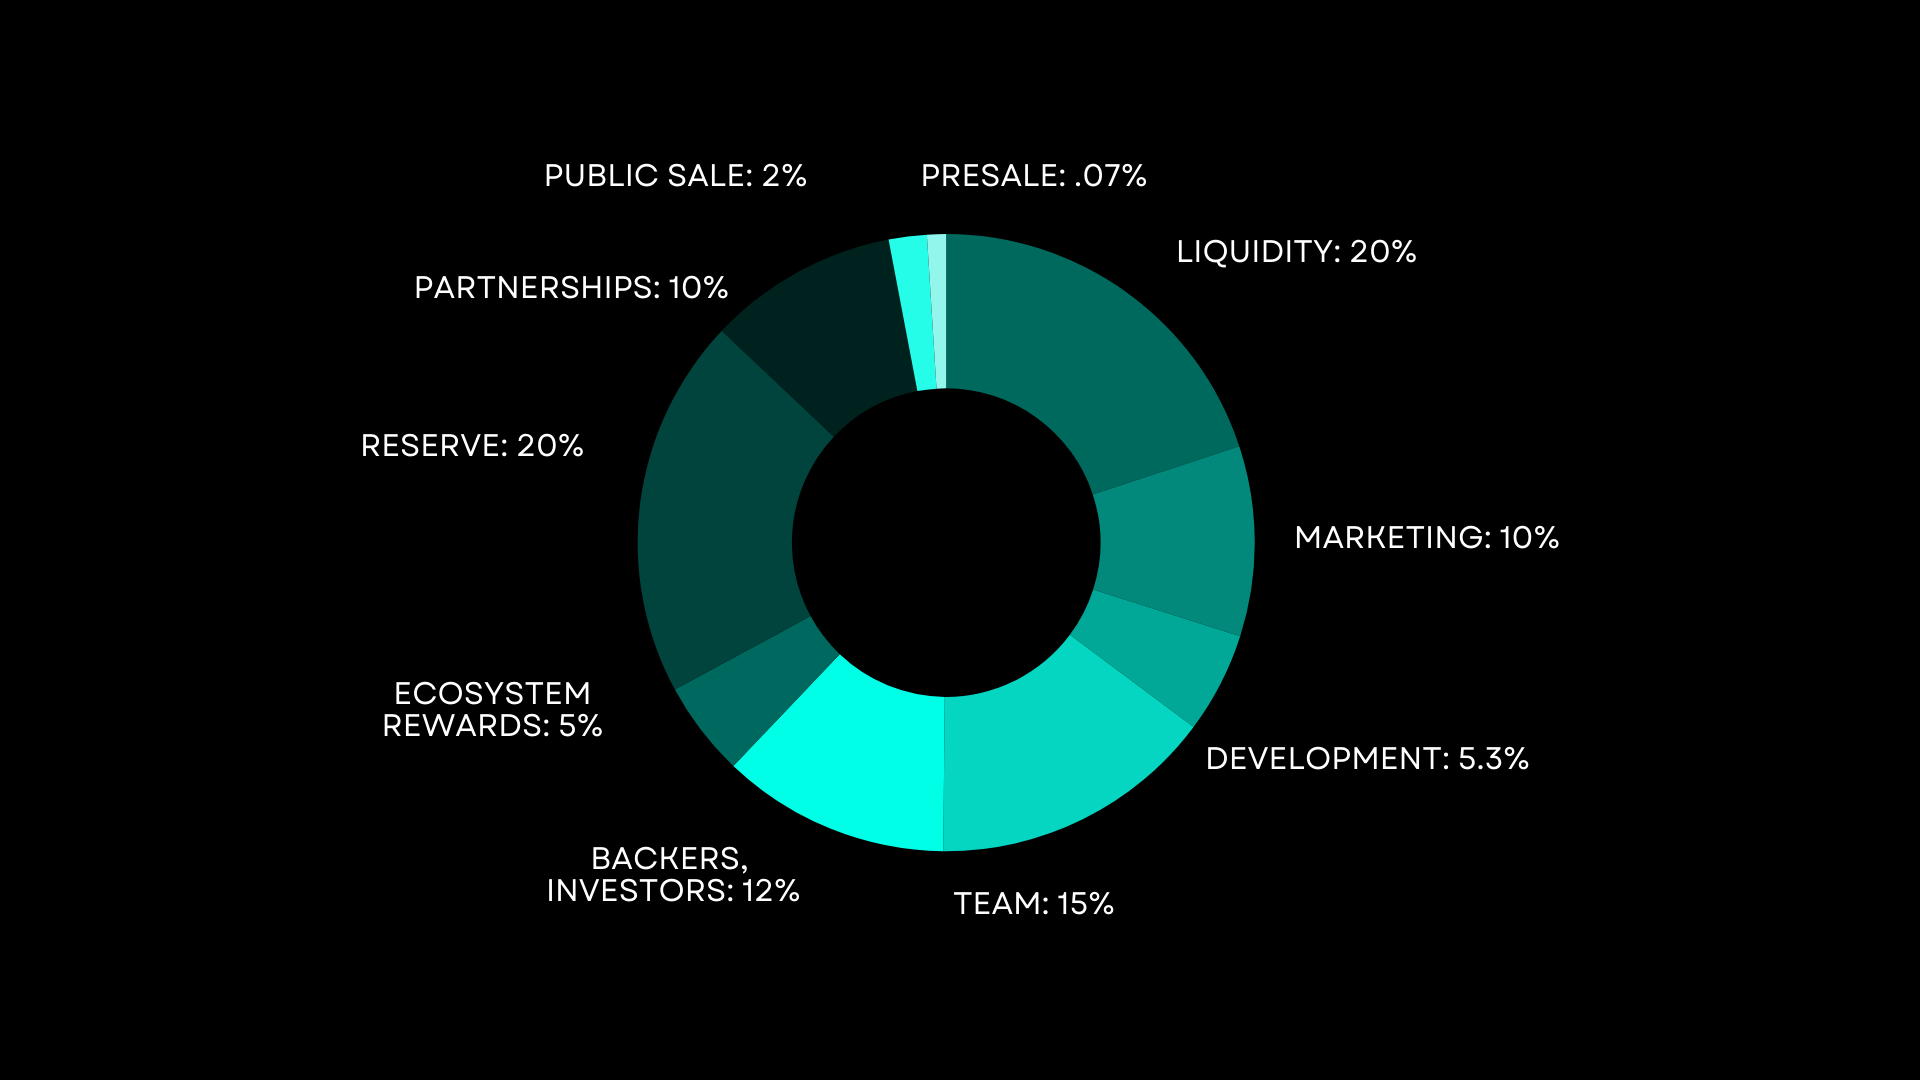 PUBLIC SALE: 2%
PRESALE: .07%
LIQUIDITY: 20%
PARTNERSHIPS: 10%
RESERVE: 20%
MARKETING: 10%
ECOSYSTEM
REWARDS: 5%
DEVELOPMENT: 5.3%
BACKERS,
INVESTORS: 12%
TEAM: 15%